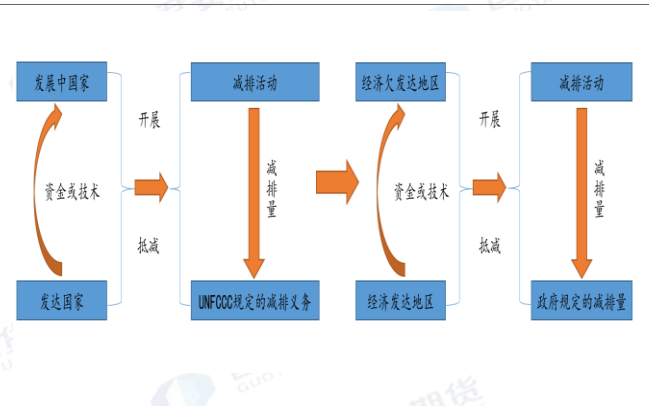 发展中国家
减排活动
经济欠发达地区
减排活动
开展
开展
资金或技术
减排量
资金或技术
减排量
抵减
抵减
发达国家
UNFCCC规定的减排义务
经济发达地区
政府规定的减排量
期货